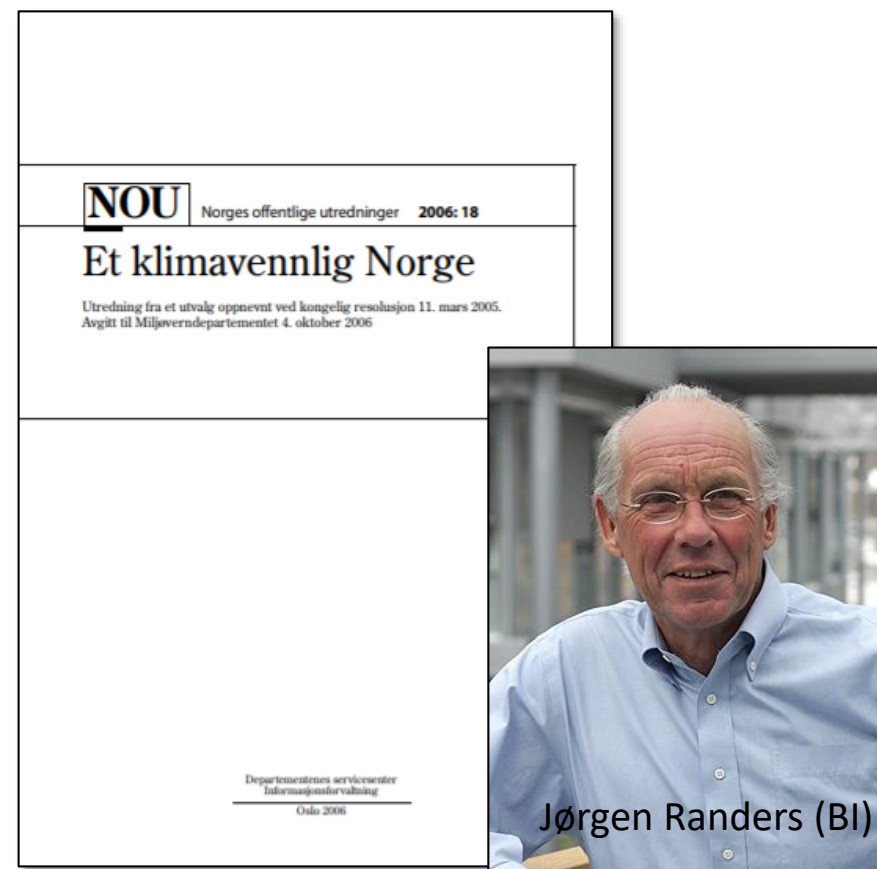 NOU Norges offentlige utredninger 2006: 18
Et klimavennlig Norge
Utredning fra et utvalg oppnevnt ved kongelig resolusjon 11. mars 2005.
Avgitt til Miljøverndepartementet 4. oktober 2006
Departementenes servicesenter
Informasjonsforvaltning
Oslo 2006
Jørgen Randers (BI)